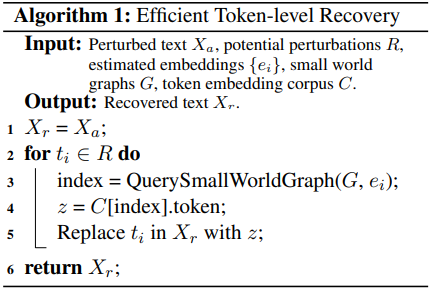 Algorithm 1: Efficient Token-level Recovery
Input: Perturbed text X_a, potential perturbations R,
estimated embeddings {e_i}, small world
graphs G, token embedding corpus C.
Output: Recovered text X_r.
1 X_r = X_a;
2 for t_i ∈ R do
3 index = QuerySmallWorldGraph(G, e_i);
4 z = C[index].token;
5 Replace t_i in X_r with z;
6 return X_r;